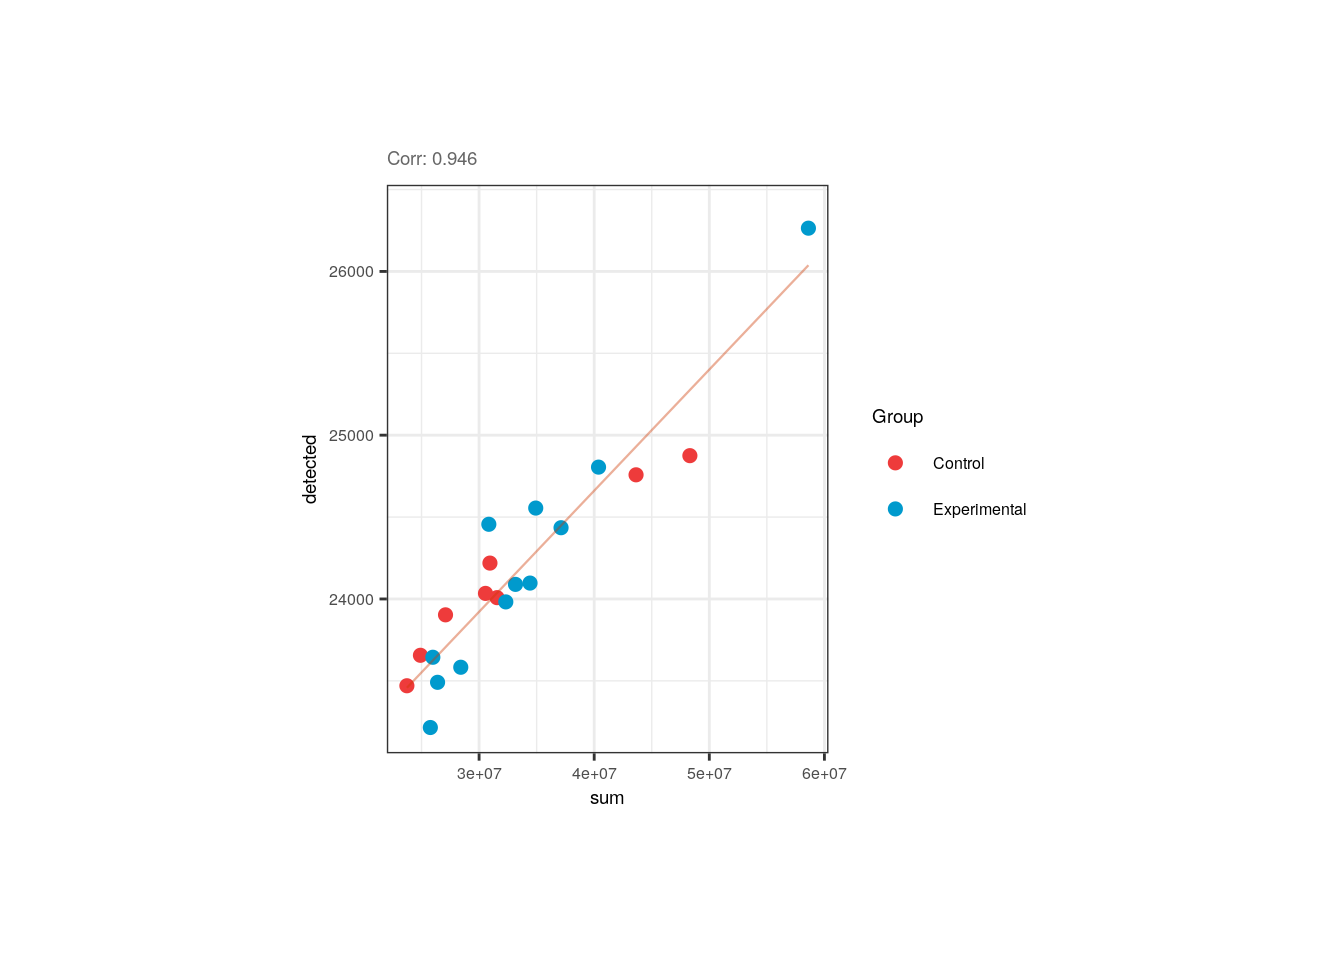 Corr: 0.946
26000
25000
24000
detected
3e+07 4e+07 5e+07 6e+07
sum
Group
Control
Experimental